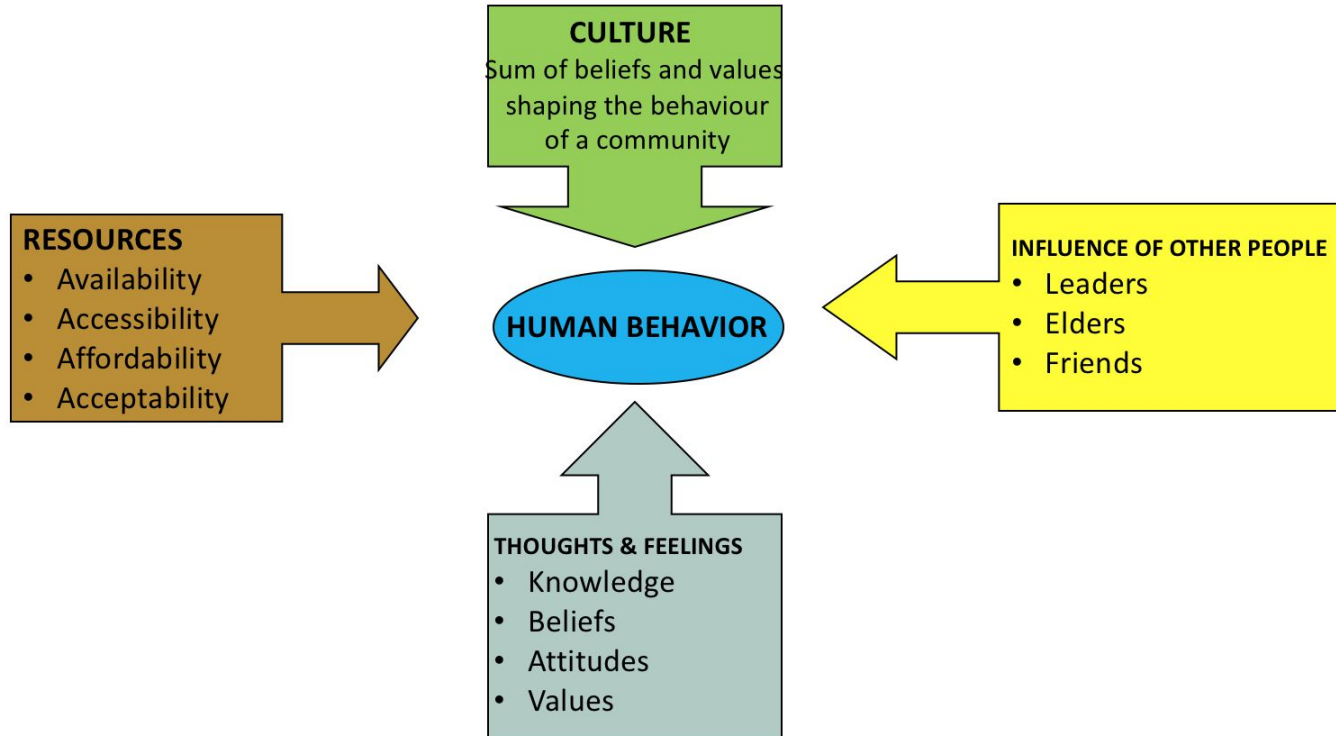 CULTURE
Sum of beliefs and values
shaping the behaviour
of a community
RESOURCES
• Availability
• Accessibility
• Affordability
• Acceptability
HUMAN BEHAVIOR
INFLUENCE OF OTHER PEOPLE
• Leaders
• Elders
• Friends
THOUGHTS & FEELINGS
• Knowledge
• Beliefs
• Attitudes
• Values